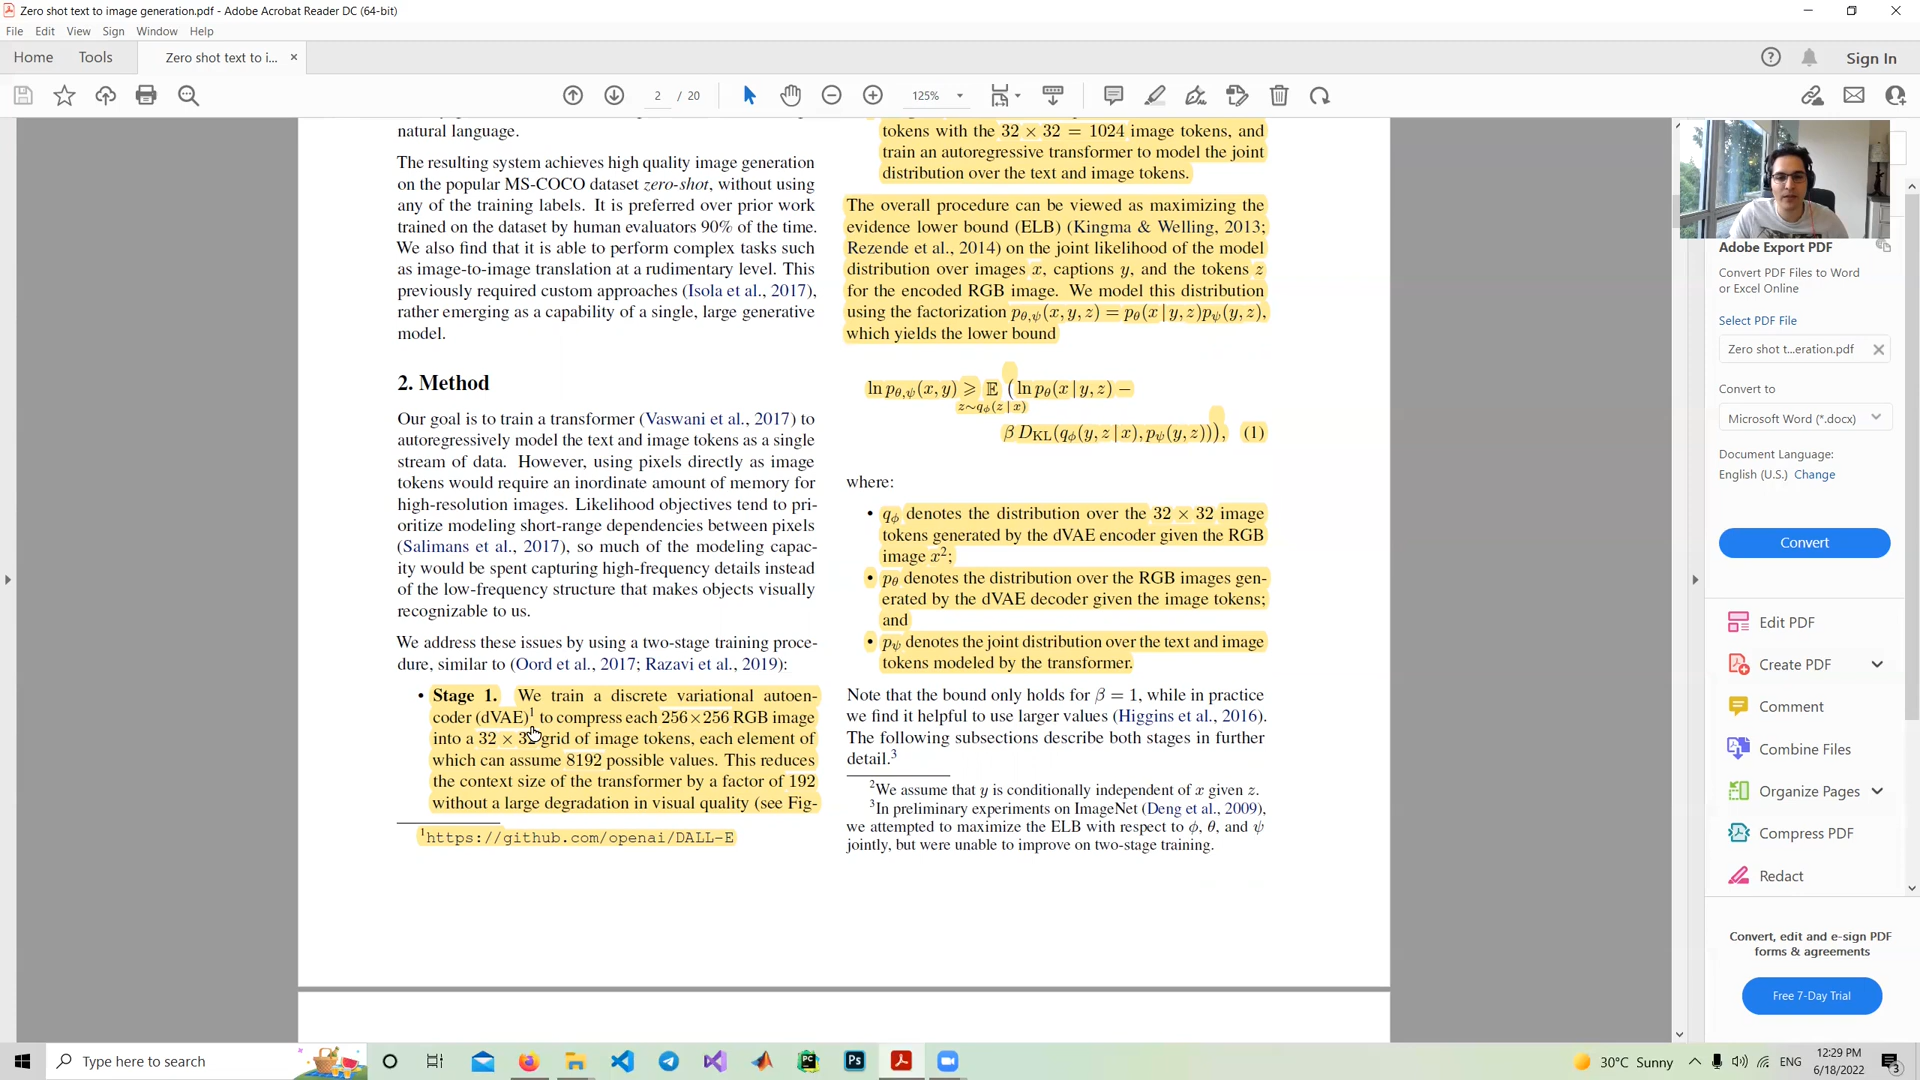 Zero shot text to image generation.pdf - Adobe Acrobat Reader DC (64-bit)
File Edit View Sign Window Help
Home Tools Zero shot text to i... × Sign In
2 / 20 125%
natural language.
The resulting system achieves high quality image generation
on the popular MS-COCO dataset zero-shot, without using
any of the training labels. It is preferred over prior work
trained on the dataset by human evaluators 90% of the time.
We also find that it is able to perform complex tasks such
as image-to-image translation at a rudimentary level. This
previously required custom approaches (Isola et al., 2017),
rather emerging as a capability of a single, large generative
model.
2. Method
Our goal is to train a transformer (Vaswani et al., 2017) to
autoregressively model the text and image tokens as a single
stream of data. However, using pixels directly as image
tokens would require an inordinate amount of memory for
high-resolution images. Likelihood objectives tend to pri-
oritize modeling short-range dependencies between pixels
(Salimans et al., 2017), so much of the modeling capac-
ity would be spent capturing high-frequency details instead
of the low-frequency structure that makes objects visually
recognizable to us.
We address these issues by using a two-stage training proce-
dure, similar to (Oord et al., 2017; Razavi et al., 2019):
• Stage 1. We train a discrete variational autoen-
coder (dVAE)¹ to compress each 256×256 RGB image
into a 32 × 32 grid of image tokens, each element of
which can assume 8192 possible values. This reduces
the context size of the transformer by a factor of 192
without a large degradation in visual quality (see Fig-
¹https://github.com/openai/DALL-E
tokens with the 32 × 32 = 1024 image tokens, and
train an autoregressive transformer to model the joint
distribution over the text and image tokens.
The overall procedure can be viewed as maximizing the
evidence lower bound (ELB) (Kingma & Welling, 2013;
Rezende et al., 2014) on the joint likelihood of the model
distribution over images x, captions y, and the tokens z
for the encoded RGB image. We model this distribution
using the factorization pθ,ψ(x, y, z) = pθ(x | y, z)pψ(y, z),
which yields the lower bound
ln pθ,ψ(x, y) ⩾ 𝔼 (ln pθ(x | y, z) −
z∼qϕ(z | x)
β DKL(qϕ(y, z | x), pψ(y, z))), (1)
where:
• qϕ denotes the distribution over the 32 × 32 image
tokens generated by the dVAE encoder given the RGB
image x²;
• pθ denotes the distribution over the RGB images gen-
erated by the dVAE decoder given the image tokens;
and
• pψ denotes the joint distribution over the text and image
tokens modeled by the transformer.
Note that the bound only holds for β = 1, while in practice
we find it helpful to use larger values (Higgins et al., 2016).
The following subsections describe both stages in further
detail.³
²We assume that y is conditionally independent of x given z.
³In preliminary experiments on ImageNet (Deng et al., 2009),
we attempted to maximize the ELB with respect to ϕ, θ, and ψ
jointly, but were unable to improve on two-stage training.
Adobe Export PDF
Convert PDF Files to Word
or Excel Online
Select PDF File
Zero shot t...eration.pdf
Convert to
Microsoft Word (*.docx)
Document Language:
English (U.S.) Change
Convert
Edit PDF
Create PDF
Comment
Combine Files
Organize Pages
Compress PDF
Redact
Convert, edit and e-sign PDF
forms & agreements
Free 7-Day Trial
Type here to search
30°C Sunny
ENG
12:29 PM
6/18/2022
3